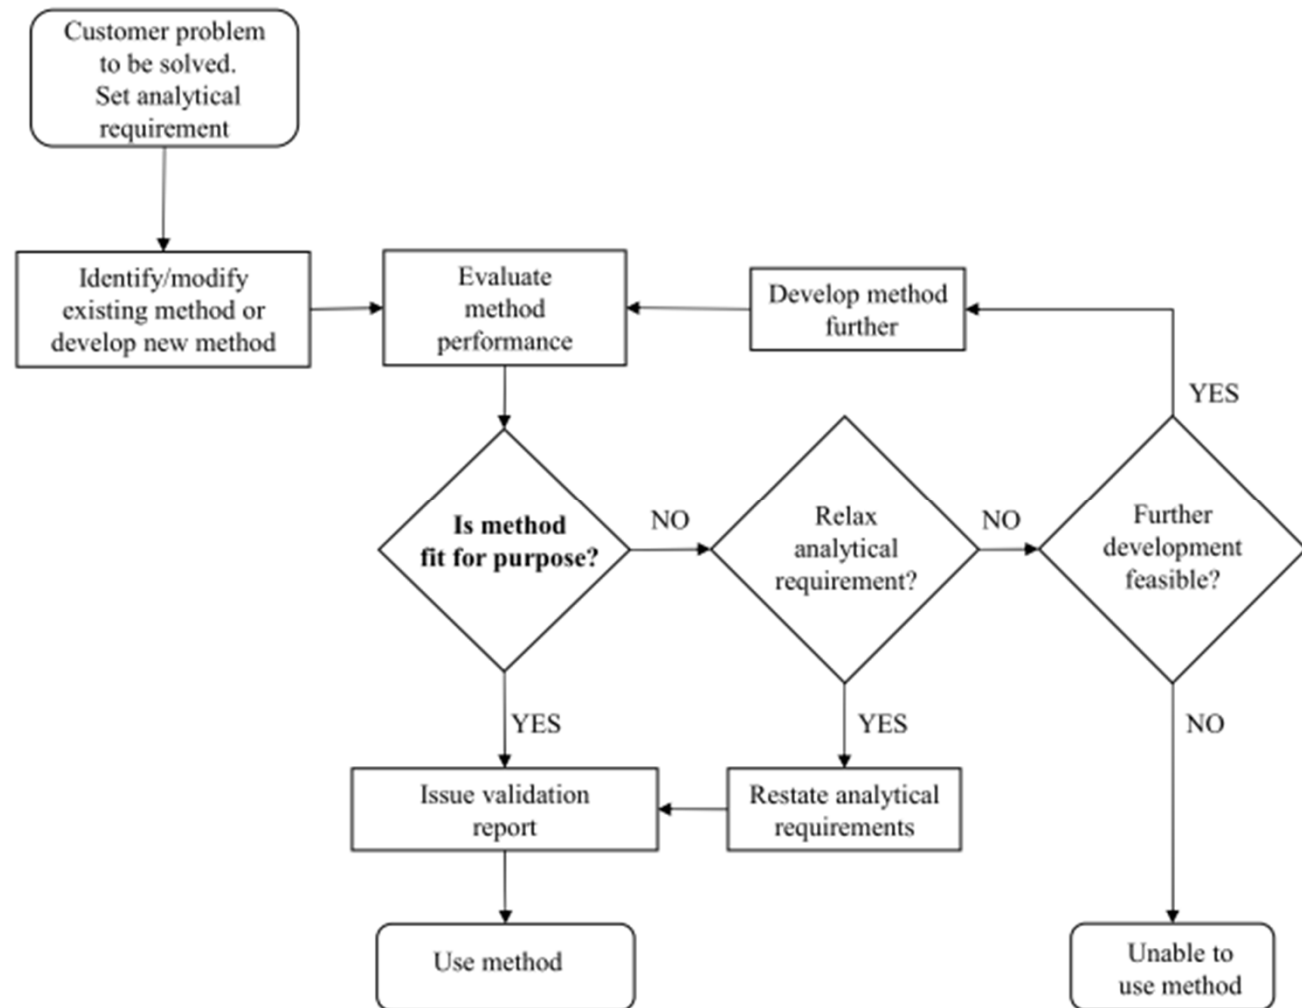 Customer problem
to be solved.
Set analytical
requirement
Identify/modify
existing method or
develop new method
Evaluate
method
performance
Develop method
further
YES
Is method
fit for purpose?
NO
Relax
analytical
requirement?
NO
Further
development
feasible?
YES
YES
NO
Issue validation
report
Restate analytical
requirements
Use method
Unable to
use method